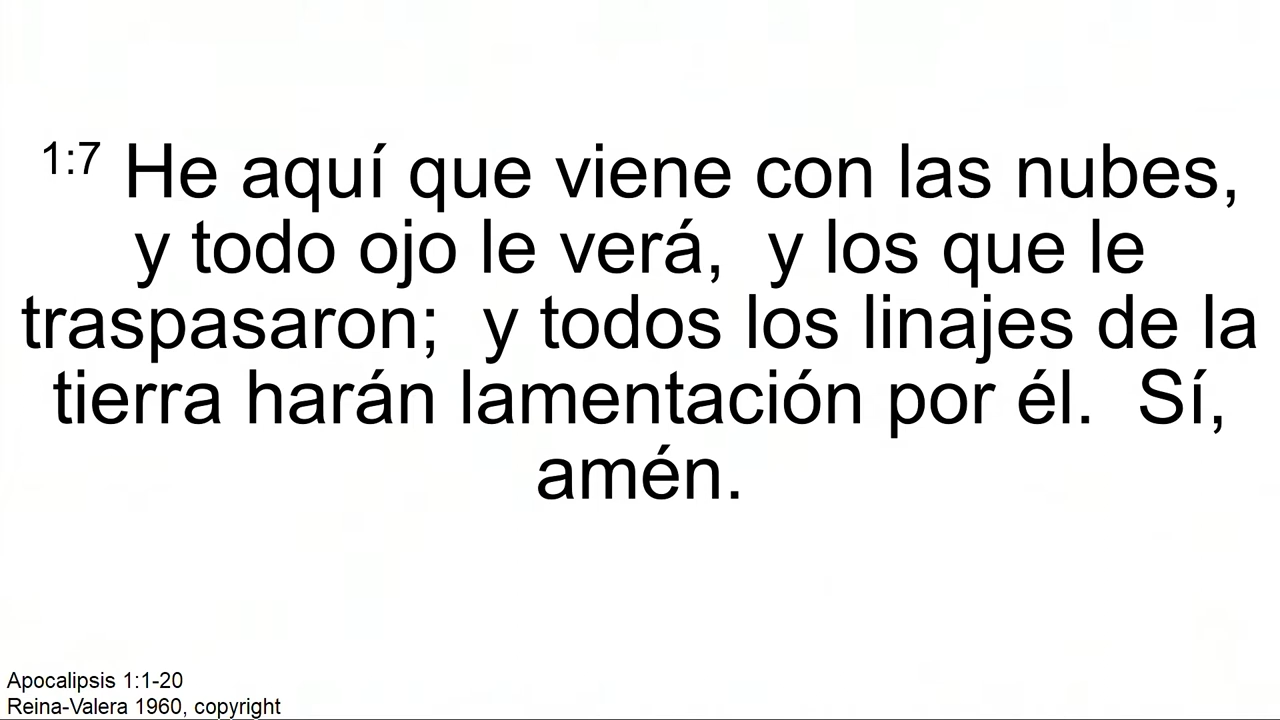 1:7 He aquí que viene con las nubes,
y todo ojo le verá,  y los que le
traspasaron;  y todos los linajes de la
tierra harán lamentación por él.  Sí,
amén.
Apocalipsis 1:1-20
Reina-Valera 1960, copyright